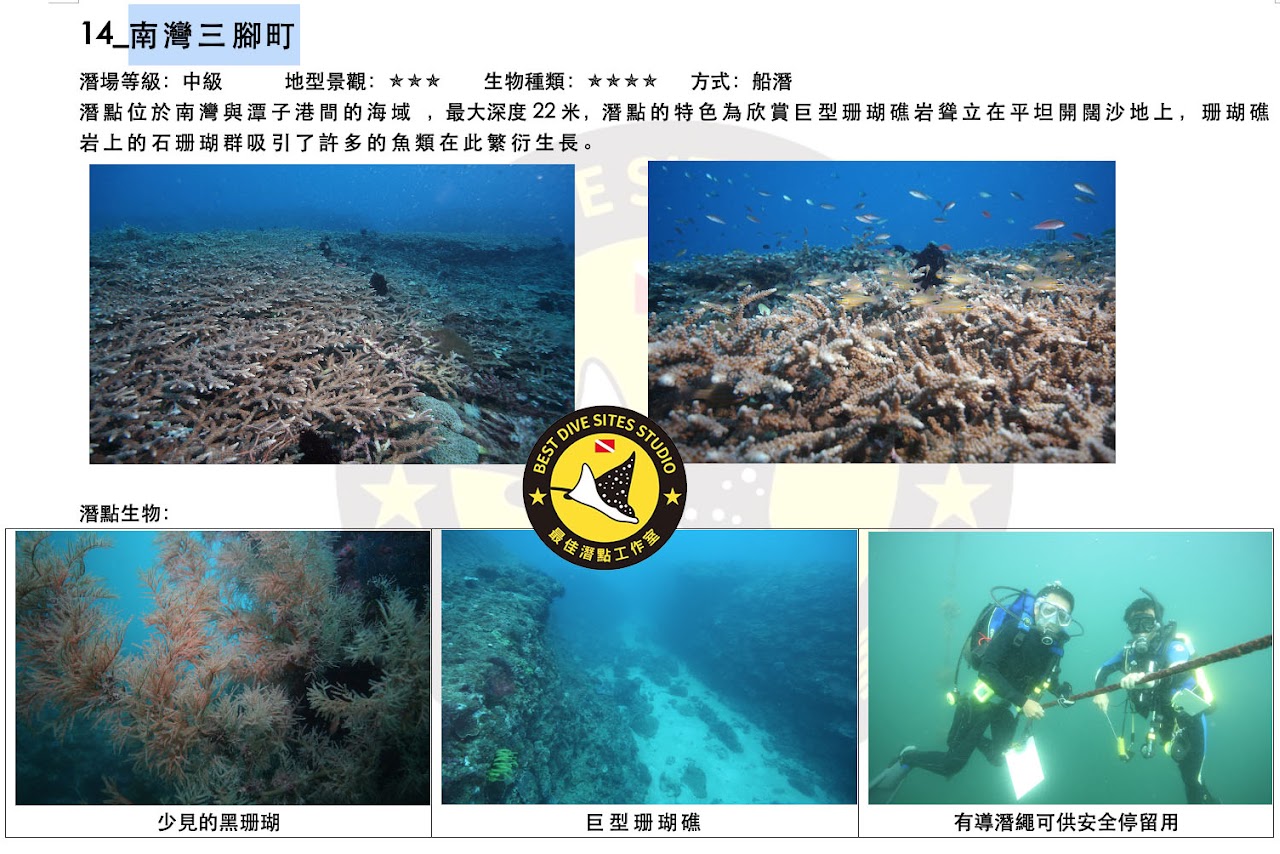 14_南灣三腳町
潛場等級：中級 地型景觀：★★★ 生物種類：★★★★ 方式：船潛
潛點位於南灣與潭子港間的海域 ，最大深度 22 米，潛點的特色為欣賞巨型珊瑚礁岩聳立在平坦開闊沙地上，珊瑚礁
岩上的石珊瑚群吸引了許多的魚類在此繁衍生長。
BEST DIVE SITES STUDIO
最佳潛點工作室
潛點生物：
少見的黑珊瑚
巨型珊瑚礁
有導潛繩可供安全停留用